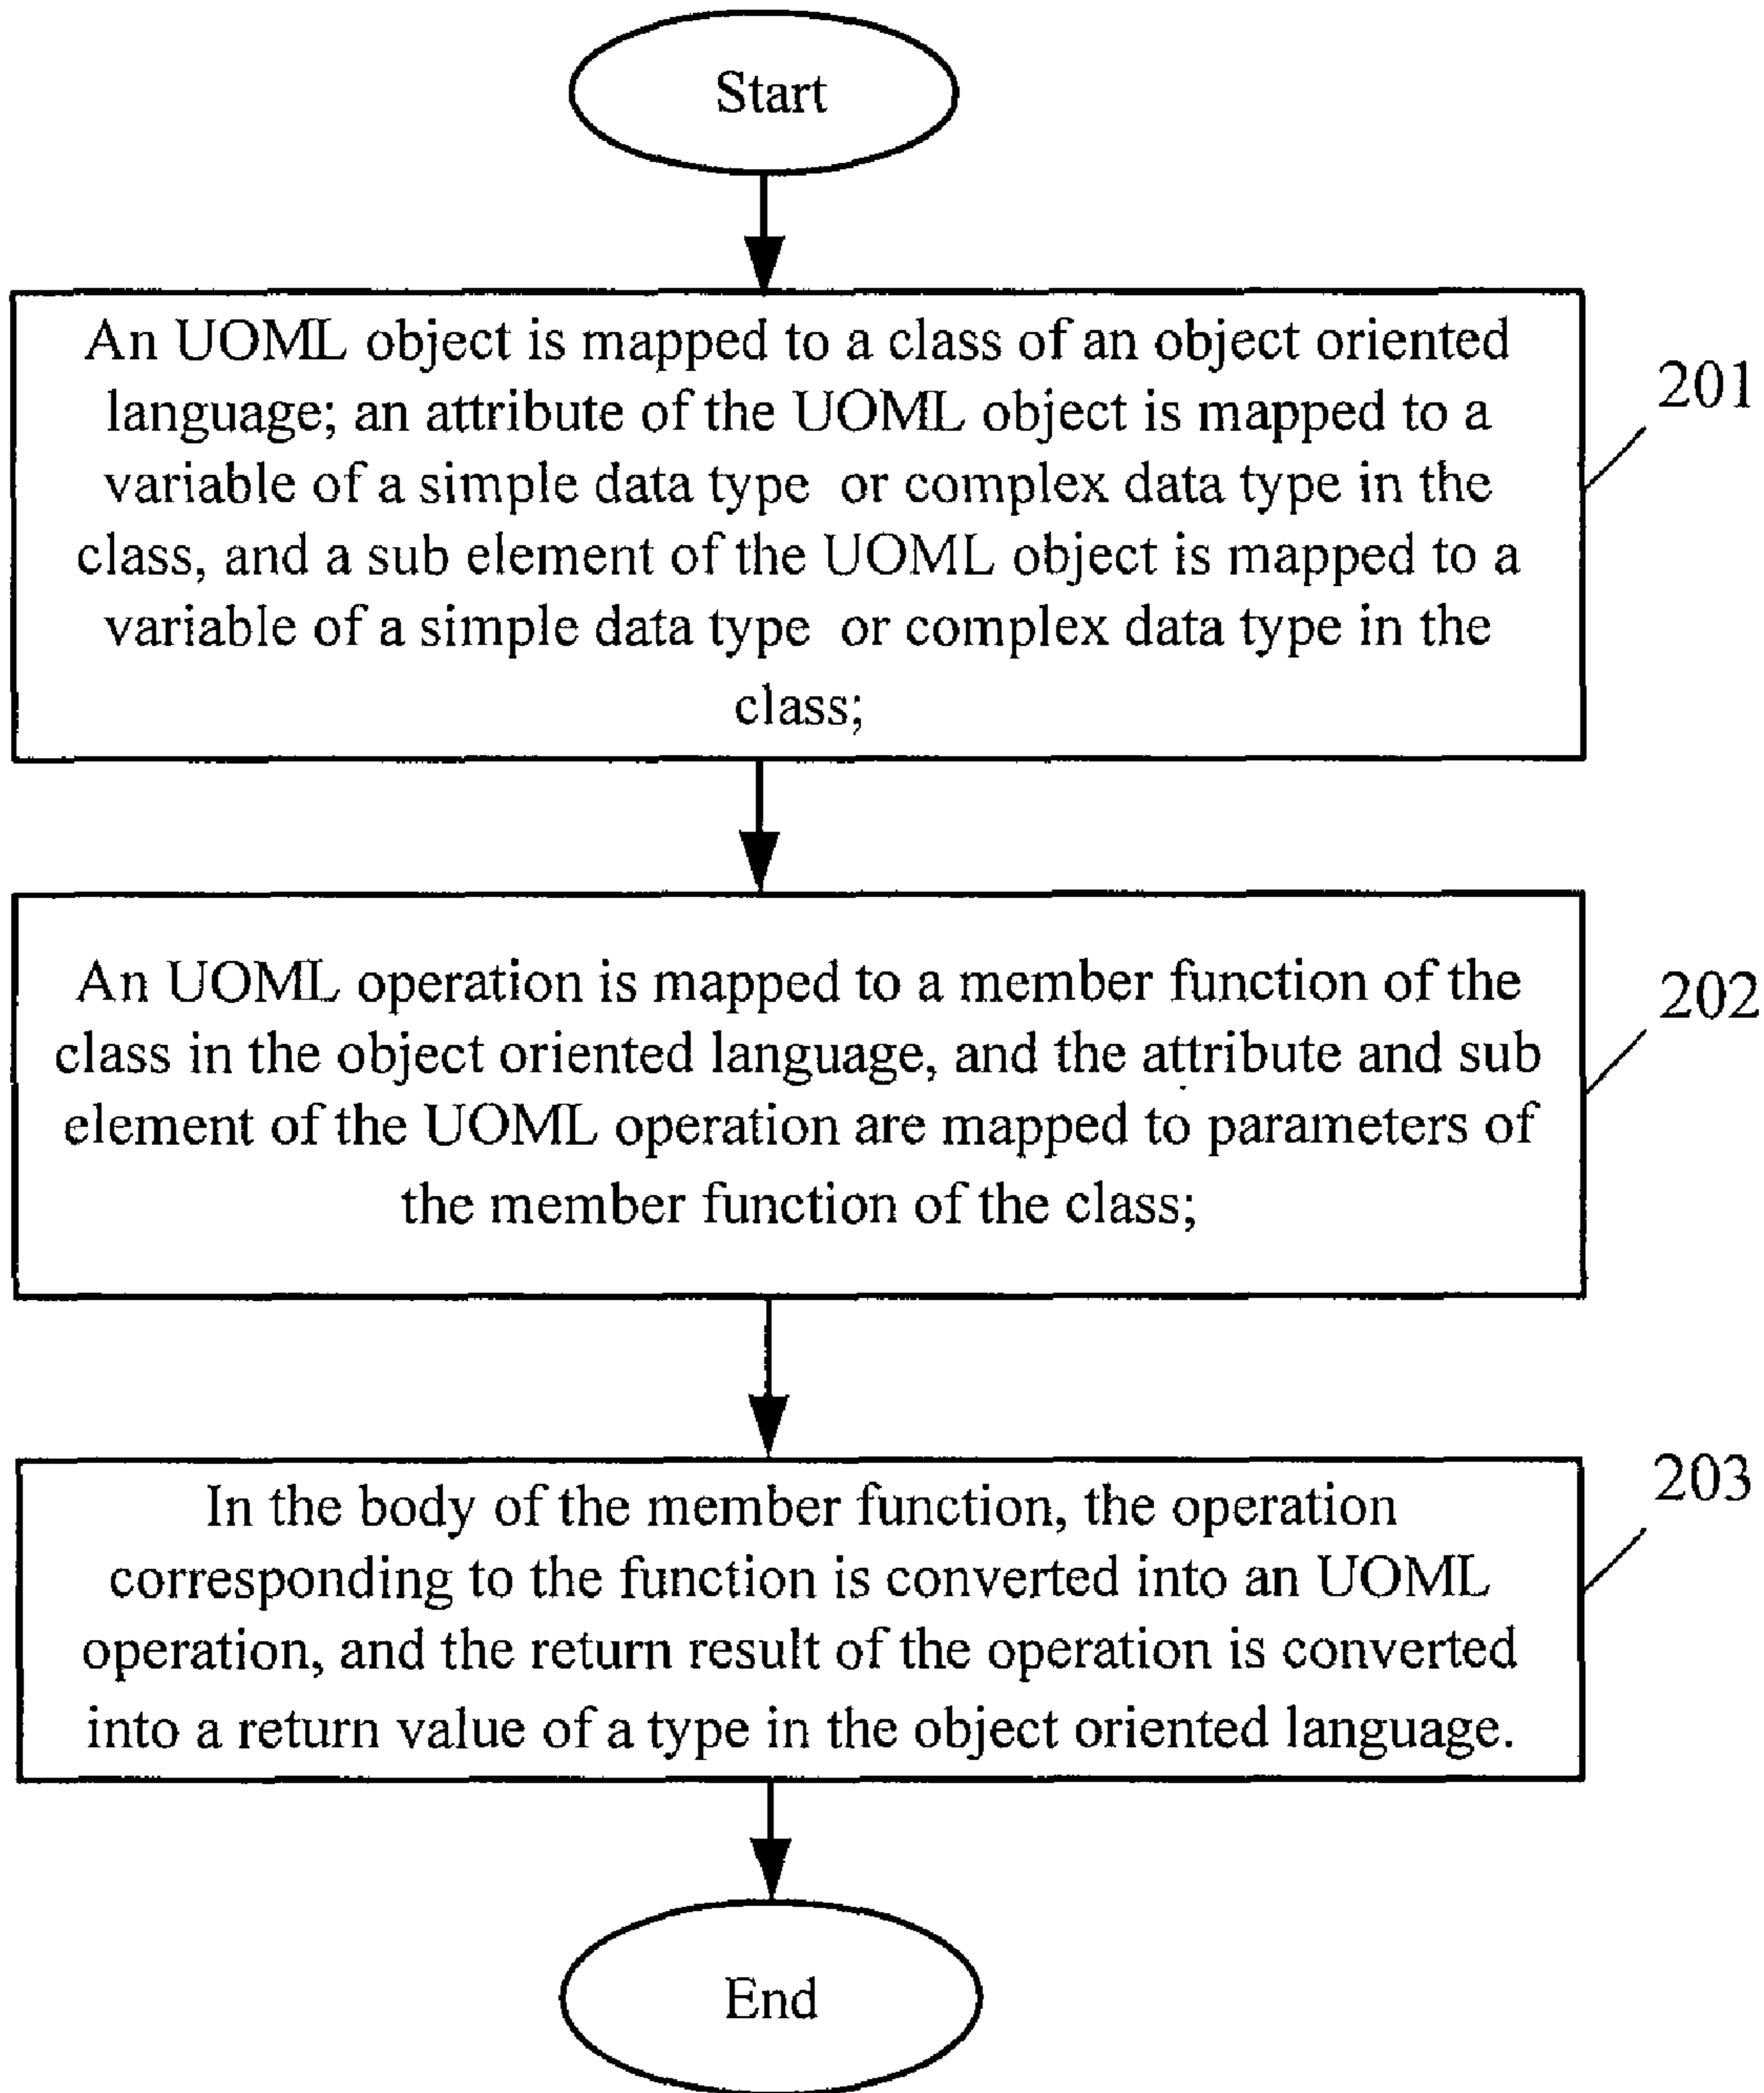 Start
An UOML object is mapped to a class of an object oriented
language; an attribute of the UOML object is mapped to a
variable of a simple data type or complex data type in the
class, and a sub element of the UOML object is mapped to a
variable of a simple data type or complex data type in the
class;
201
An UOML operation is mapped to a member function of the
class in the object oriented language, and the attribute and sub
element of the UOML operation are mapped to parameters of
the member function of the class;
202
In the body of the member function, the operation
corresponding to the function is converted into an UOML
operation, and the return result of the operation is converted
into a return value of a type in the object oriented language.
203
End